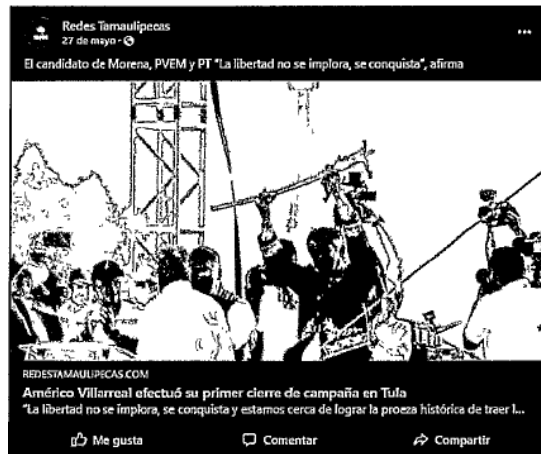 Redes Tamaulipecas
27 de mayo ·
El candidato de Morena, PVEM y PT "La libertad no se implora, se conquista", afirma
REDESTAMAULIPECAS.COM
Américo Villarreal efectuó su primer cierre de campaña en Tula
"La libertad no se implora, se conquista y estamos cerca de lograr la proeza histórica de traer l...
Me gusta
Comentar
Compartir